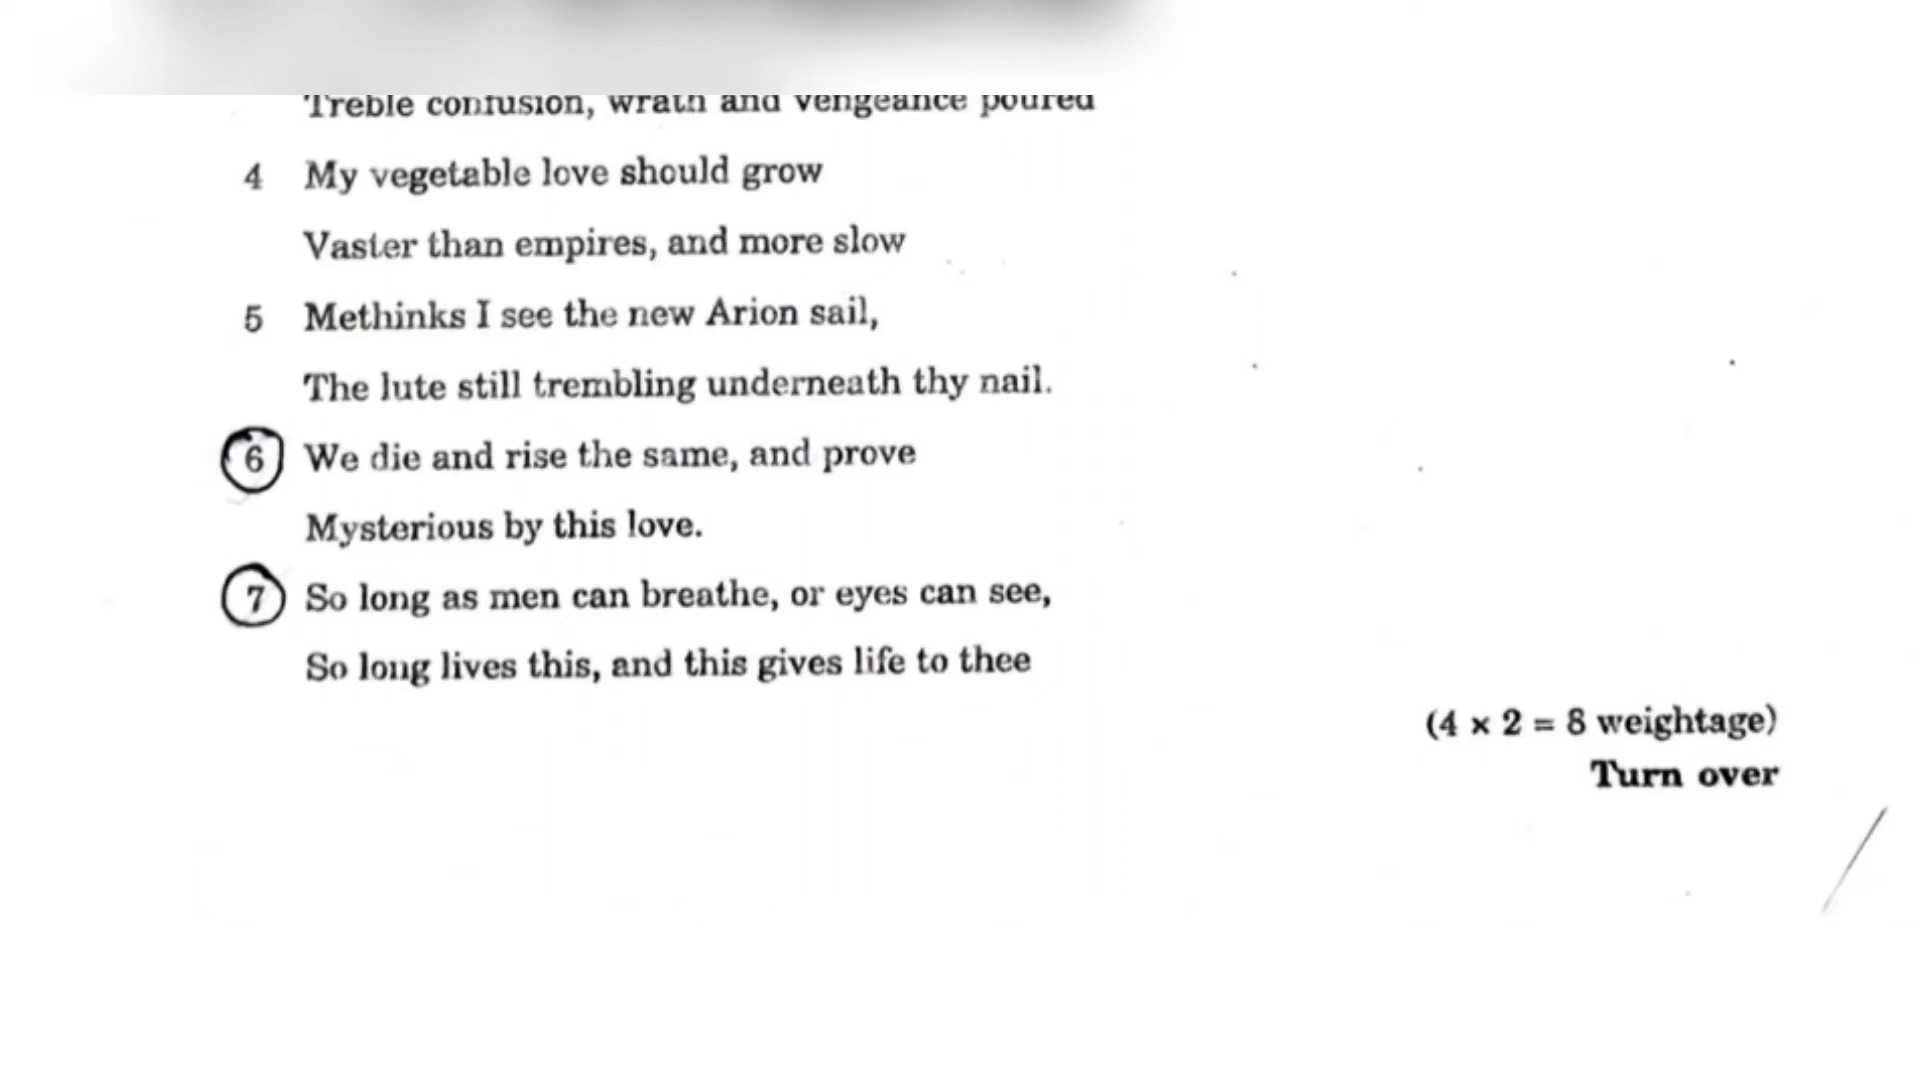 Treble confusion, wrath and vengeance poured
4 My vegetable love should grow
Vaster than empires, and more slow
5 Methinks I see the new Arion sail,
The lute still trembling underneath thy nail.
6 We die and rise the same, and prove
Mysterious by this love.
7 So long as men can breathe, or eyes can see,
So long lives this, and this gives life to thee
(4 × 2 = 8 weightage)
Turn over